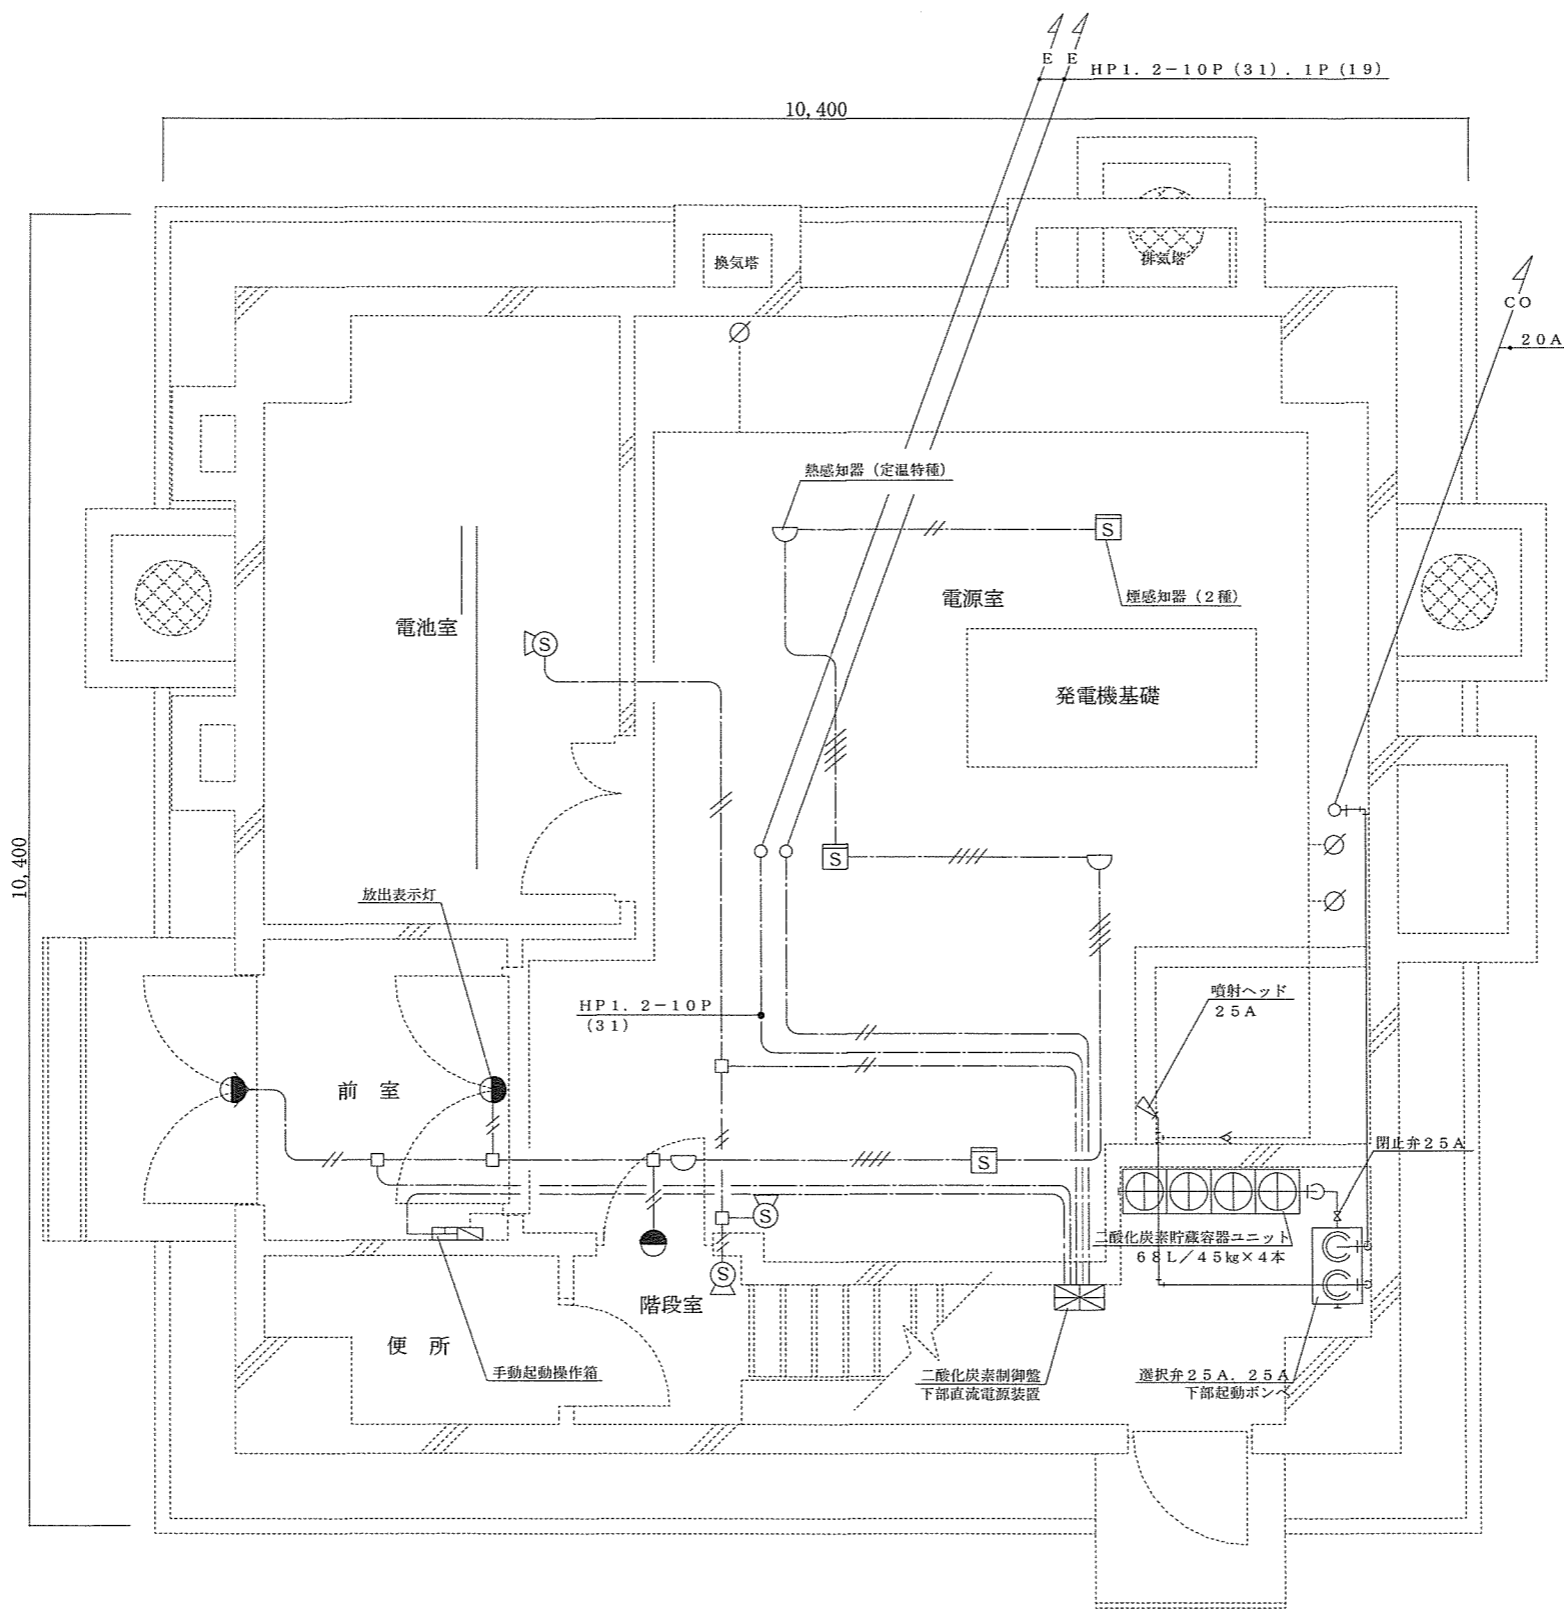 E E
HP1.2-10P(31).1P(19)
10,400
換気塔
排気塔
CO
20A
熱感知器(定温特種)
S
煙感知器(2種)
電源室
電池室
S
発電機基礎
10,400
S
放出表示灯
HP1.2-10P
(31)
噴射ヘッド
25A
前 室
閉止弁25A
S
S
二酸化炭素貯蔵容器ユニット
68L/45㎏×4本
S
階段室
便 所
手動起動操作箱
二酸化炭素制御盤
下部直流電源装置
選択弁25A.25A
下部起動ボンベ